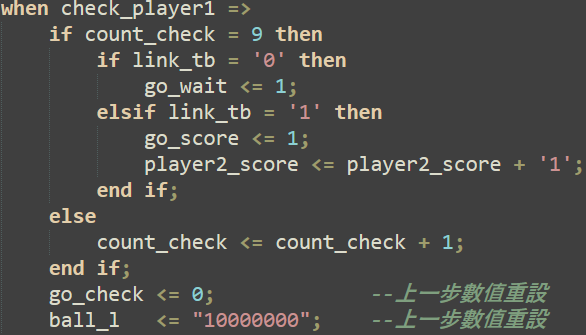 when check_player1 =>
    if count_check = 9 then
        if link_tb = '0' then
            go_wait <= 1;
        elsif link_tb = '1' then
            go_score <= 1;
            player2_score <= player2_score + '1';
        end if;
    else
        count_check <= count_check + 1;
    end if;
    go_check <= 0;             --上一步數值重設
    ball_l   <= "10000000";    --上一步數值重設